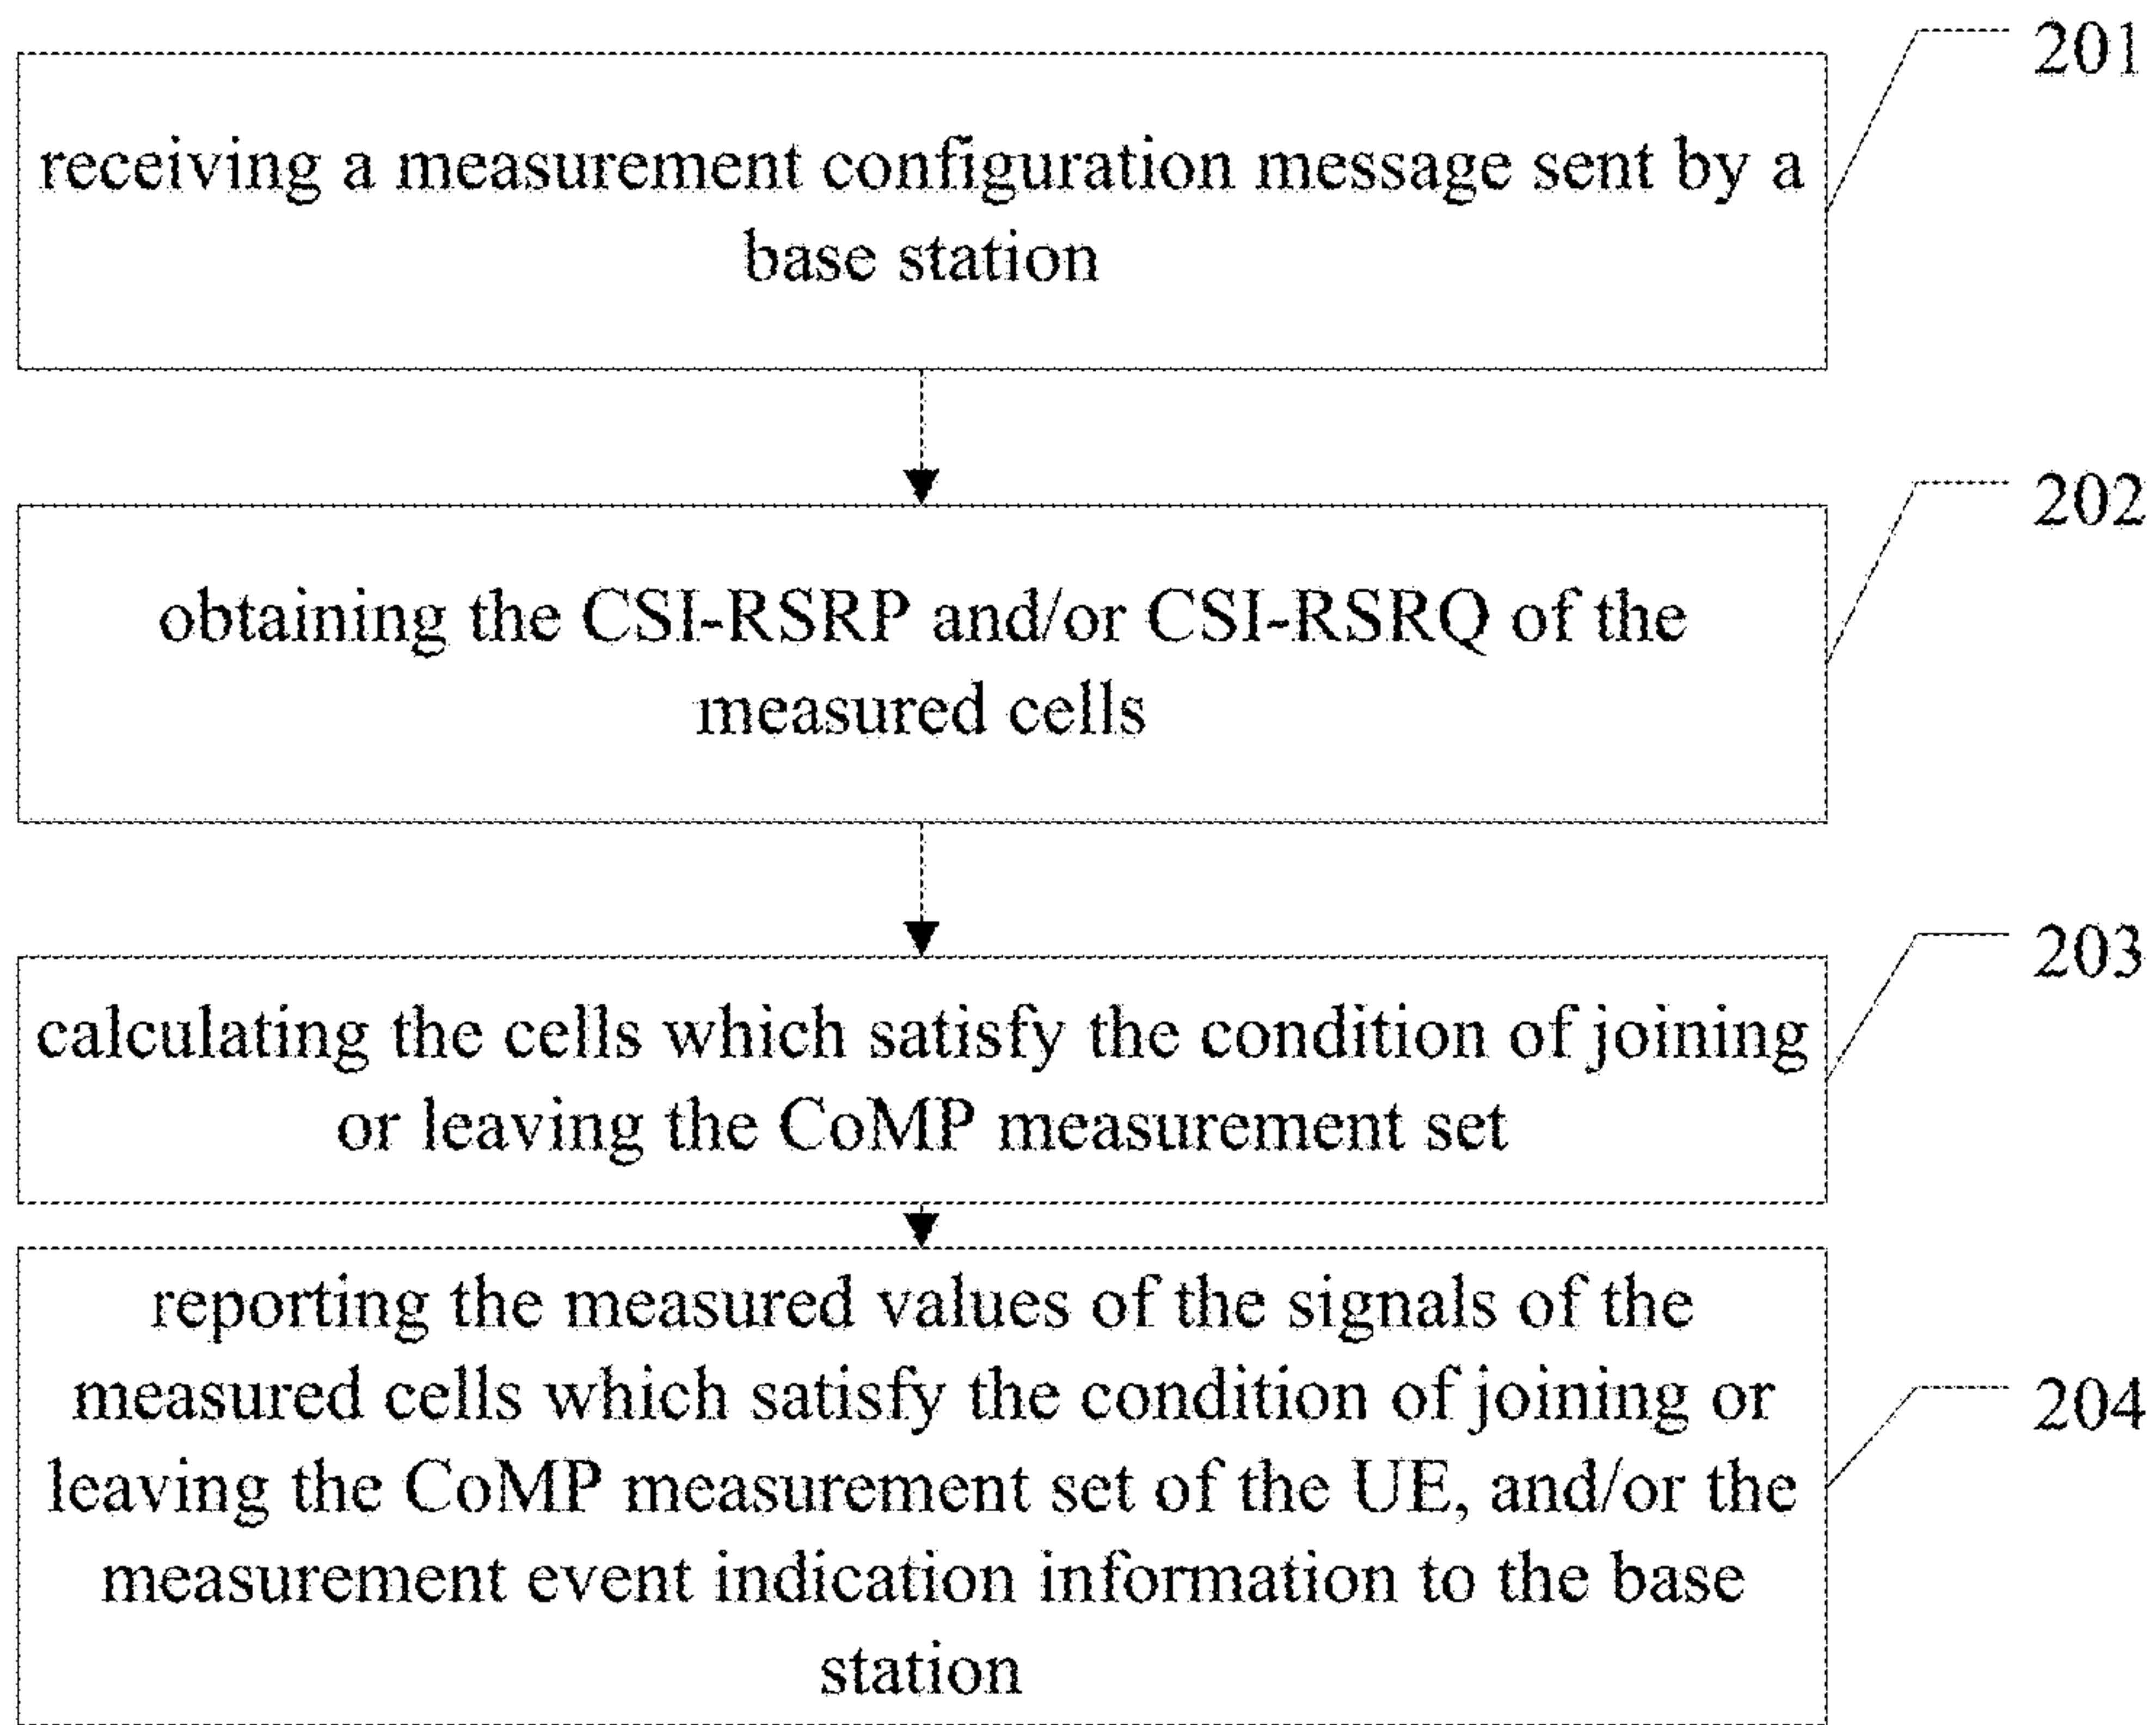 201
receiving a measurement configuration message sent by a
base station
202
obtaining the CSI-RSRP and/or CSI-RSRQ of the
measured cells
203
calculating the cells which satisfy the condition of joining
or leaving the CoMP measurement set
204
reporting the measured values of the signals of the
measured cells which satisfy the condition of joining or
leaving the CoMP measurement set of the UE, and/or the
measurement event indication information to the base
station